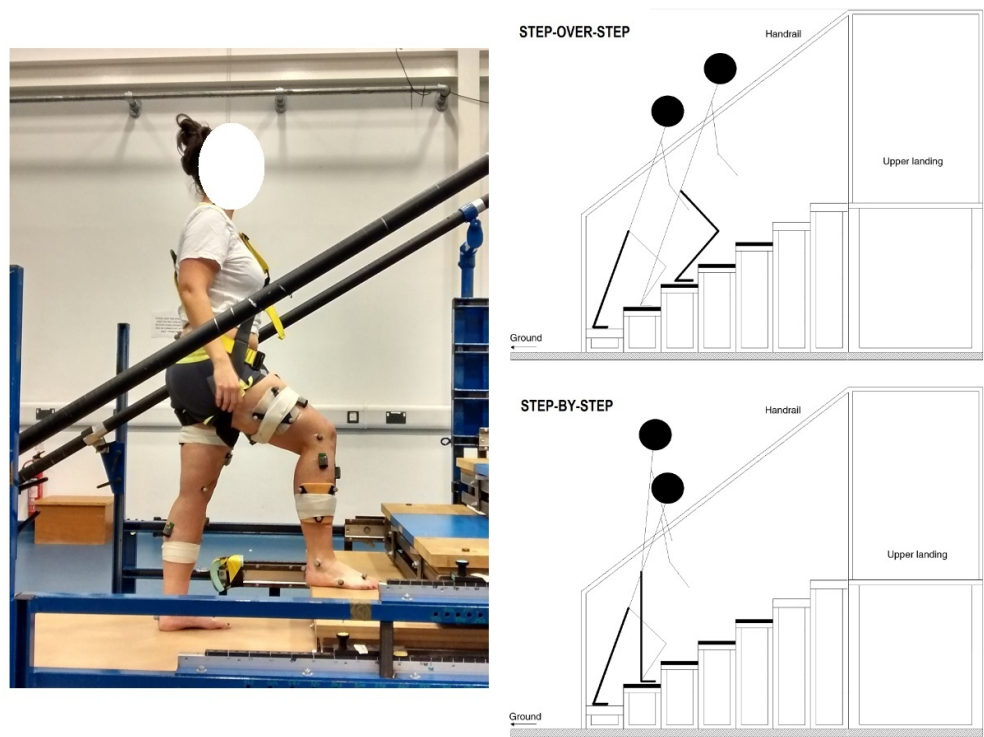 STEP-OVER-STEP
Handrail
Upper landing
Ground
STEP-BY-STEP
Handrail
Upper landing
Ground